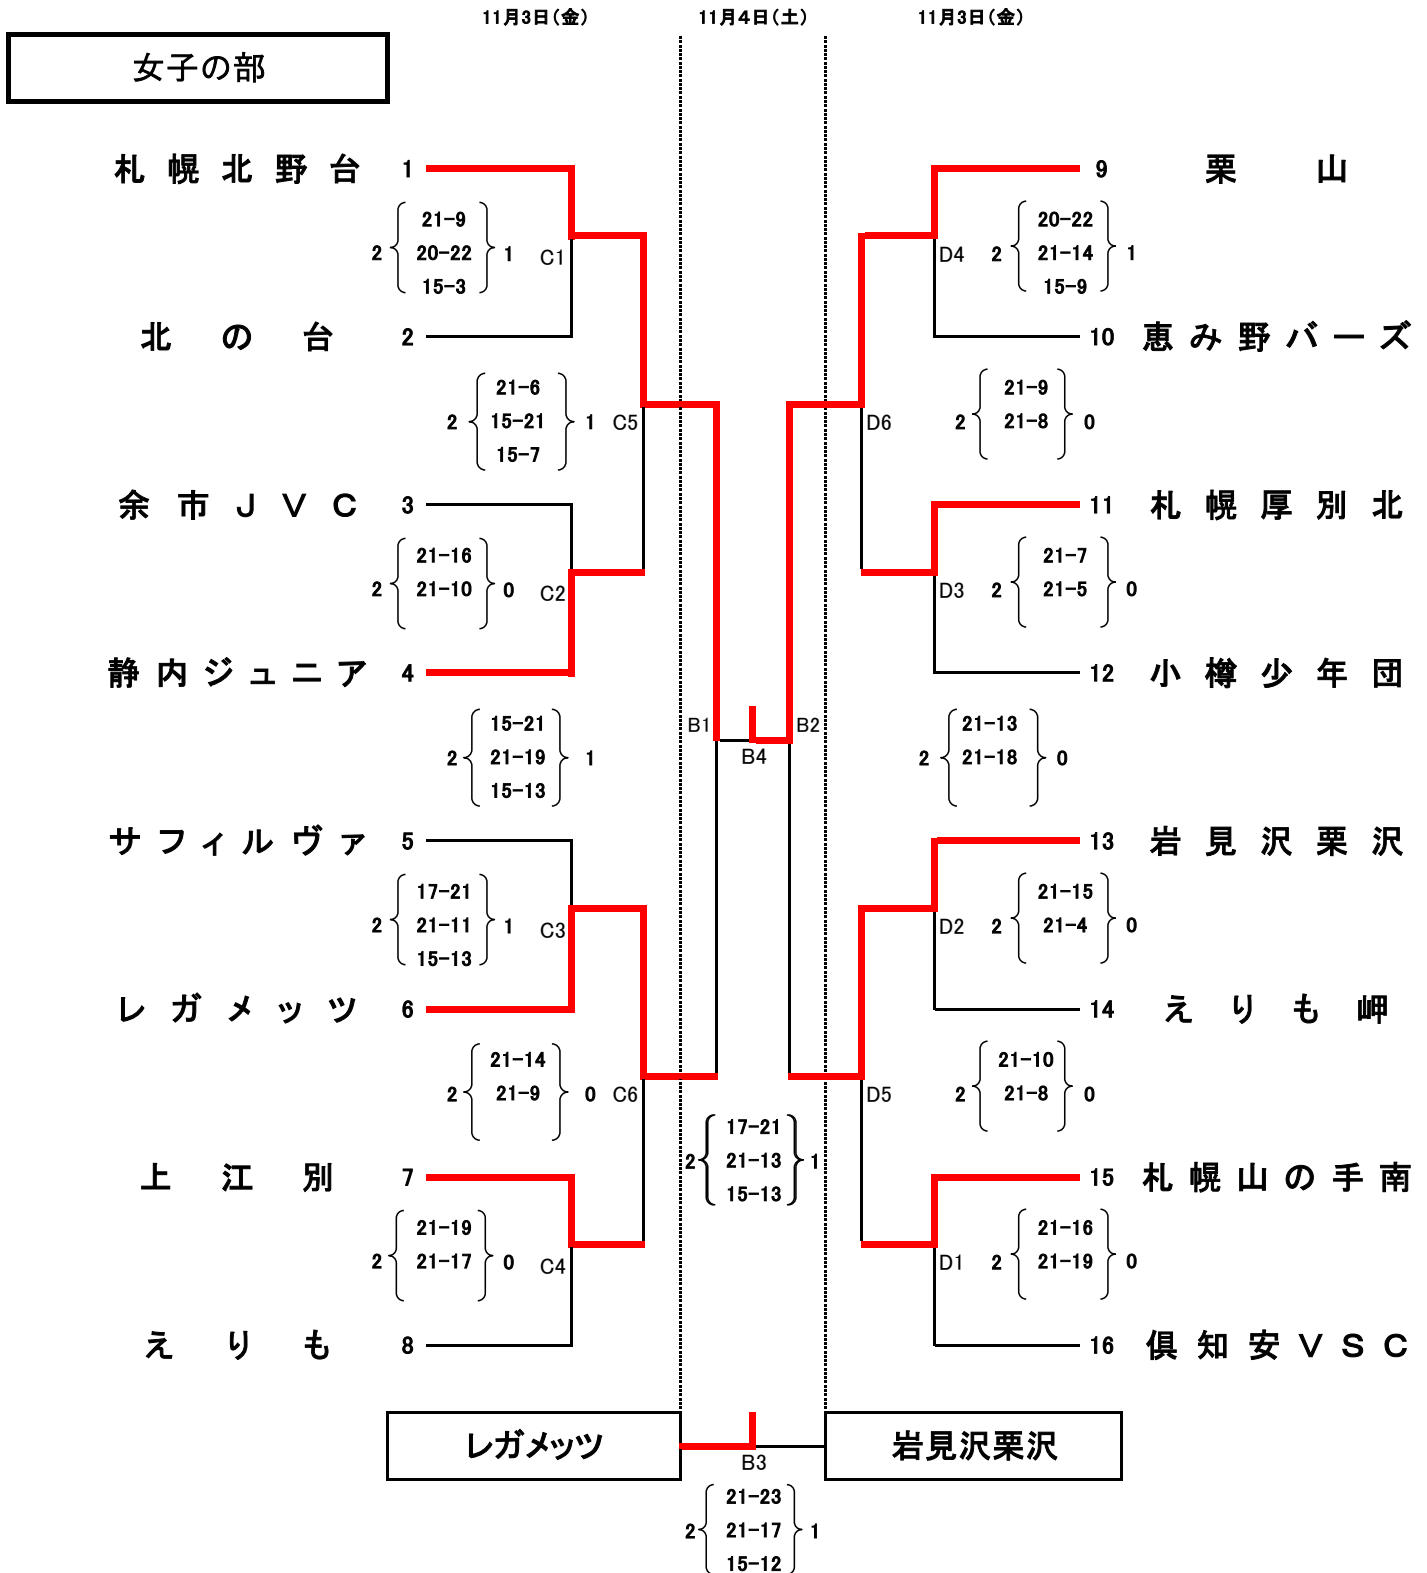 11月3日(金) 11月4日(土) 11月3日(金)
女子の部
札幌北野台 1 9 栗山
21-9 20-22
2 20-22 1 C1 D4 2 21-14 1
15-3 15-9
北の台 2 10 恵み野バーズ
21-6 21-9
2 15-21 1 C5 D6 2 21-8 0
15-7
余市JVC 3 11 札幌厚別北
21-16 21-7
2 21-10 0 C2 D3 2 21-5 0
静内ジュニア 4 12 小樽少年団
15-21 B1 B2 21-13
2 21-19 1 B4 2 21-18 0
15-13
サフィルヴァ 5 13 岩見沢栗沢
17-21 21-15
2 21-11 1 C3 D2 2 21-4 0
15-13
レガメッツ 6 14 えりも岬
21-14 21-10
2 21-9 0 C6 D5 2 21-8 0
17-21
2 21-13 1
15-13
上江別 7 15 札幌山の手南
21-19 21-16
2 21-17 0 C4 D1 2 21-19 0
えりも 8 16 倶知安VSC
レガメッツ 岩見沢栗沢
B3
21-23
2 21-17 1
15-12